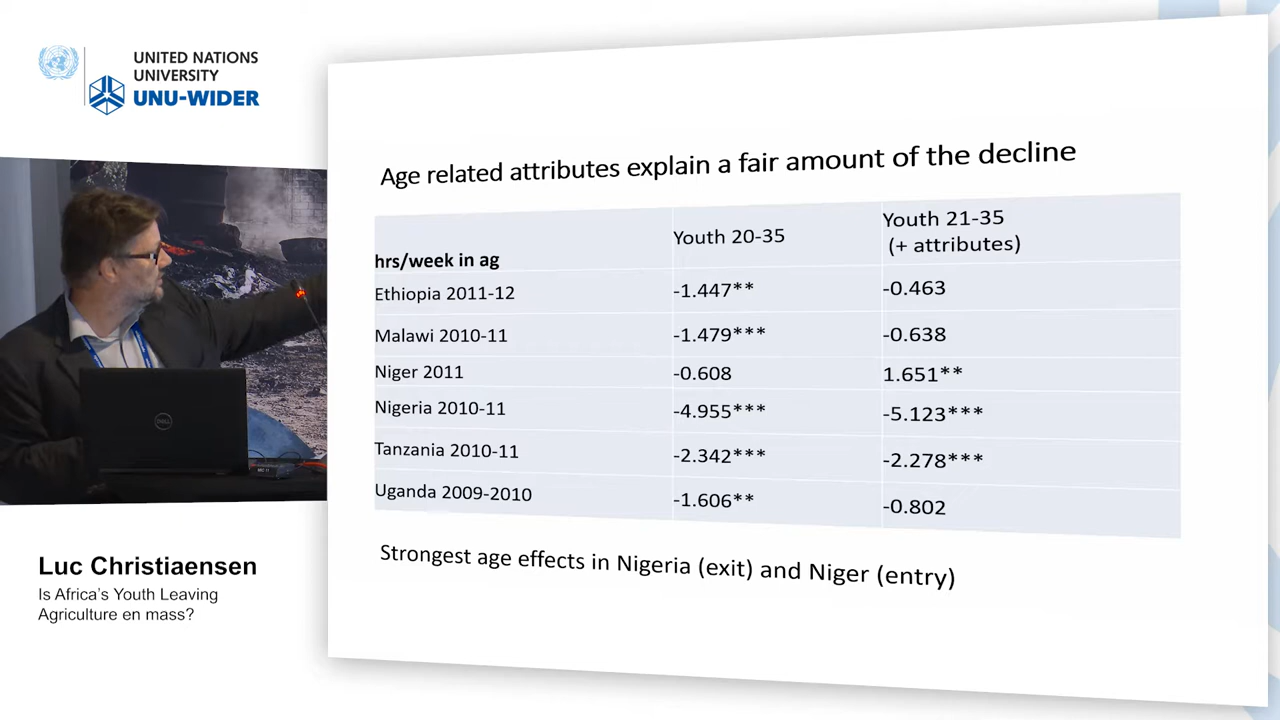 UNITED NATIONS
UNIVERSITY
UNU-WIDER
Age related attributes explain a fair amount of the decline
hrs/week in ag Youth 20-35 Youth 21-35
(+ attributes)
Ethiopia 2011-12 -1.447** -0.463
Malawi 2010-11 -1.479*** -0.638
Niger 2011 -0.608 1.651**
Nigeria 2010-11 -4.955*** -5.123***
Tanzania 2010-11 -2.342*** -2.278***
Uganda 2009-2010 -1.606** -0.802
Strongest age effects in Nigeria (exit) and Niger (entry)
DELL
MC 11
Luc Christiaensen
Is Africa's Youth Leaving
Agriculture en mass?